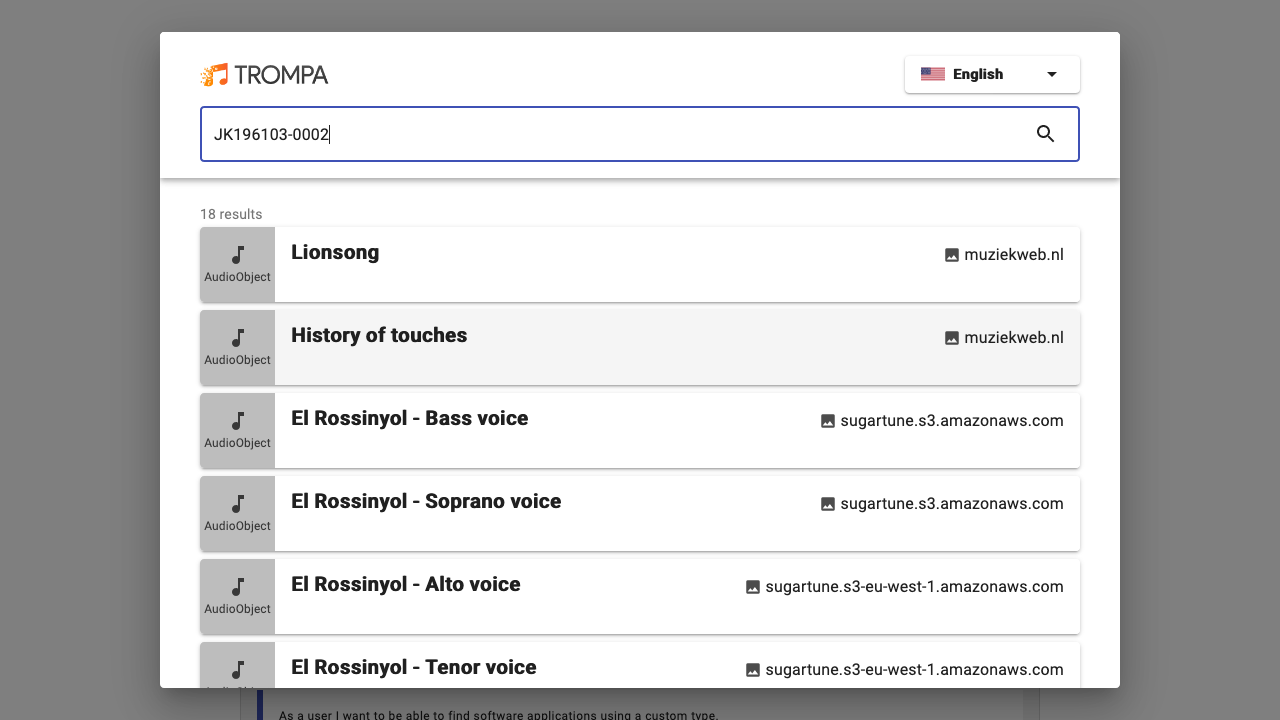 TROMPA
English
JK196103-0002
18 results
AudioObject
Lionsong
muziekweb.nl
AudioObject
History of touches
muziekweb.nl
AudioObject
El Rossinyol - Bass voice
sugartune.s3.amazonaws.com
AudioObject
El Rossinyol - Soprano voice
sugartune.s3.amazonaws.com
AudioObject
El Rossinyol - Alto voice
sugartune.s3-eu-west-1.amazonaws.com
El Rossinyol - Tenor voice
sugartune.s3-eu-west-1.amazonaws.com
As a user I want to be able to find software applications using a custom type.